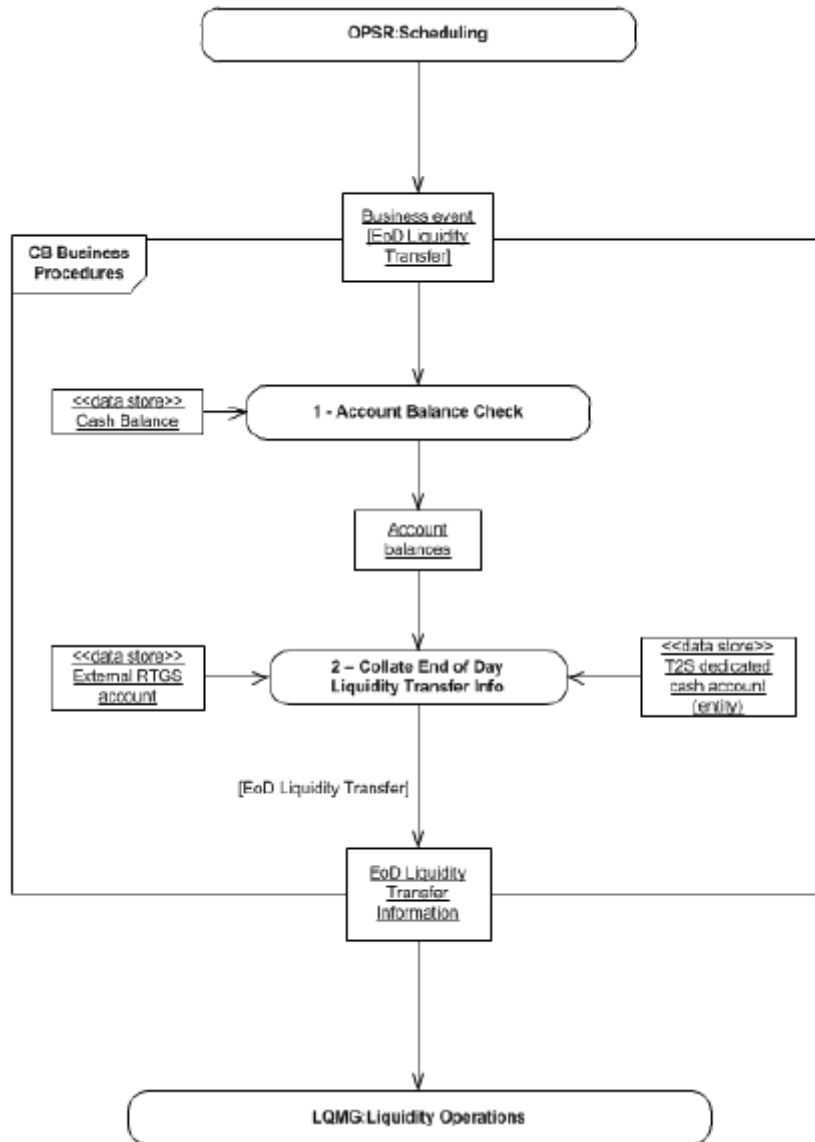 OPSR:Scheduling
Business event
[EoD Liquidity
Transfer]
CB Business
Procedures
<<data store>>
Cash Balance
1 - Account Balance Check
Account
balances
<<data store>>
External RTGS
account
2 – Collate End of Day
Liquidity Transfer Info
<<data store>>
T2S dedicated
cash account
(entity)
[EoD Liquidity Transfer]
EoD Liquidity
Transfer
Information
LQMG:Liquidity Operations